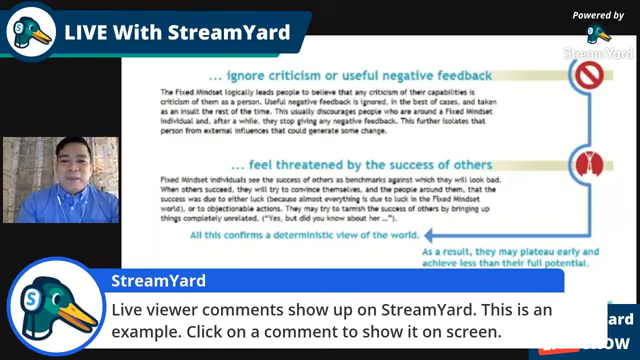 LIVE With StreamYard
Powered by
StreamYard
... ignore criticism or useful negative feedback
The Fixed Mindset logically leads people to believe that any criticism of their capabilities is
criticism of them as a person. Useful negative feedback is ignored, in the best of cases, and taken
as an insult the rest of the time. This usually discourages people who are around a Fixed Mindset
individual and, after a while, they stop giving any negative feedback. This further isolates that
person from external influences that could generate some change.
... feel threatened by the success of others
Fixed Mindset individuals see the success of others as benchmarks against which they will look bad.
When others succeed, they will try to convince themselves, and the people around them, that the
success was due to either luck (because almost everything is due to luck in the Fixed Mindset
world), or to objectionable actions. They may try to tarnish the success of others by bringing up
things completely unrelated, ("Yes, but did you know about her ...").
All this confirms a deterministic view of the world.
As a result, they may plateau early and
achieve less than their full potential.
StreamYard
Live viewer comments show up on StreamYard. This is an
example. Click on a comment to show it on screen.